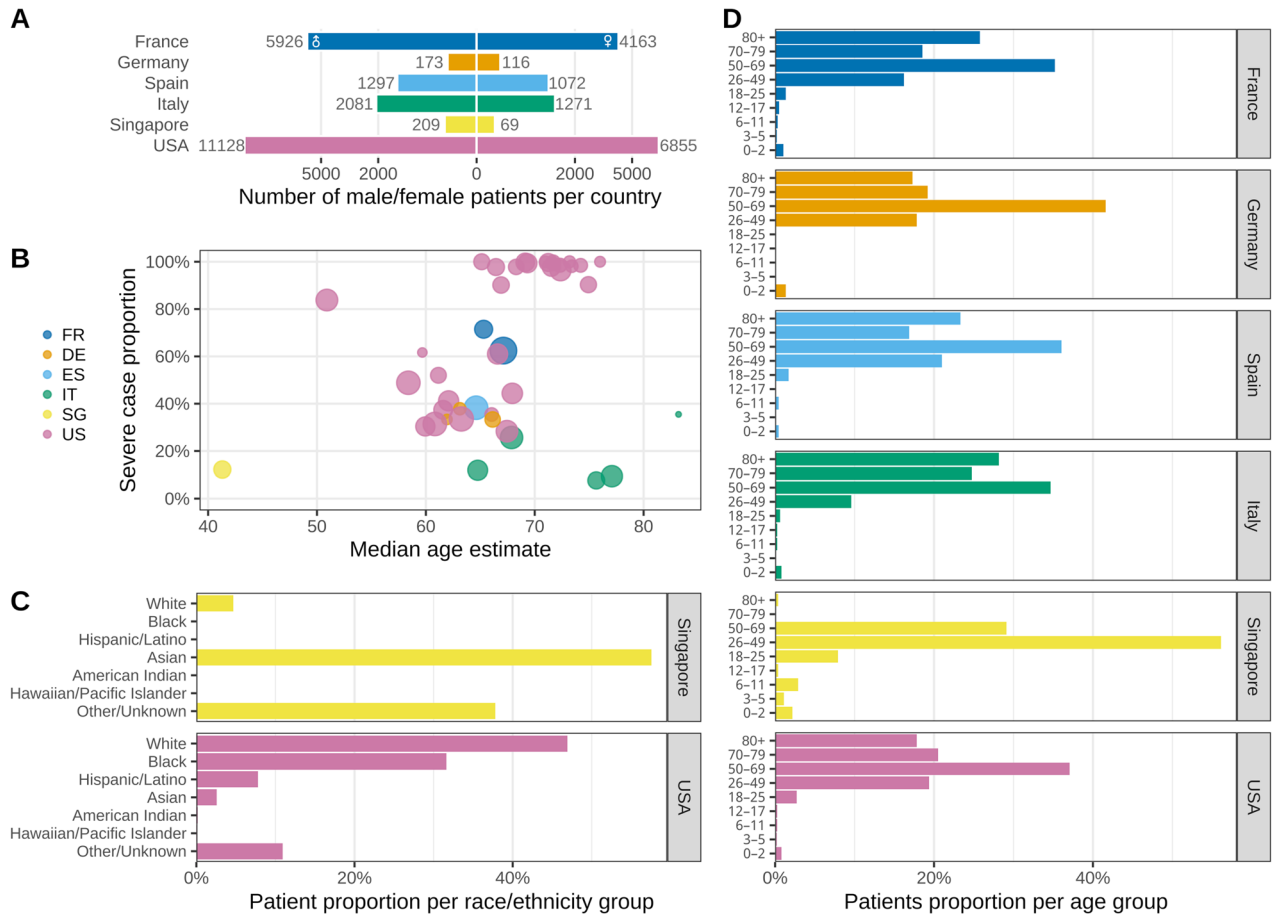 A
France
5926 ♂ ♀ 4163
Germany
173 116
Spain
1297 1072
Italy
2081 1271
Singapore
209 69
USA
11128 6855
5000 2000 0 2000 5000
Number of male/female patients per country
B
FR
DE
ES
IT
SG
US
Severe case proportion
100%
80%
60%
40%
20%
0%
40 50 60 70 80
Median age estimate
C
White
Black
Hispanic/Latino
Asian
American Indian
Hawaiian/Pacific Islander
Other/Unknown
Singapore
White
Black
Hispanic/Latino
Asian
American Indian
Hawaiian/Pacific Islander
Other/Unknown
USA
0% 20% 40%
Patient proportion per race/ethnicity group
D
80+
70–79
50–69
26–49
18–25
12–17
6–11
3–5
0–2
France
80+
70–79
50–69
26–49
18–25
12–17
6–11
3–5
0–2
Germany
80+
70–79
50–69
26–49
18–25
12–17
6–11
3–5
0–2
Spain
80+
70–79
50–69
26–49
18–25
12–17
6–11
3–5
0–2
Italy
80+
70–79
50–69
26–49
18–25
12–17
6–11
3–5
0–2
Singapore
80+
70–79
50–69
26–49
18–25
12–17
6–11
3–5
0–2
USA
0% 20% 40%
Patients proportion per age group